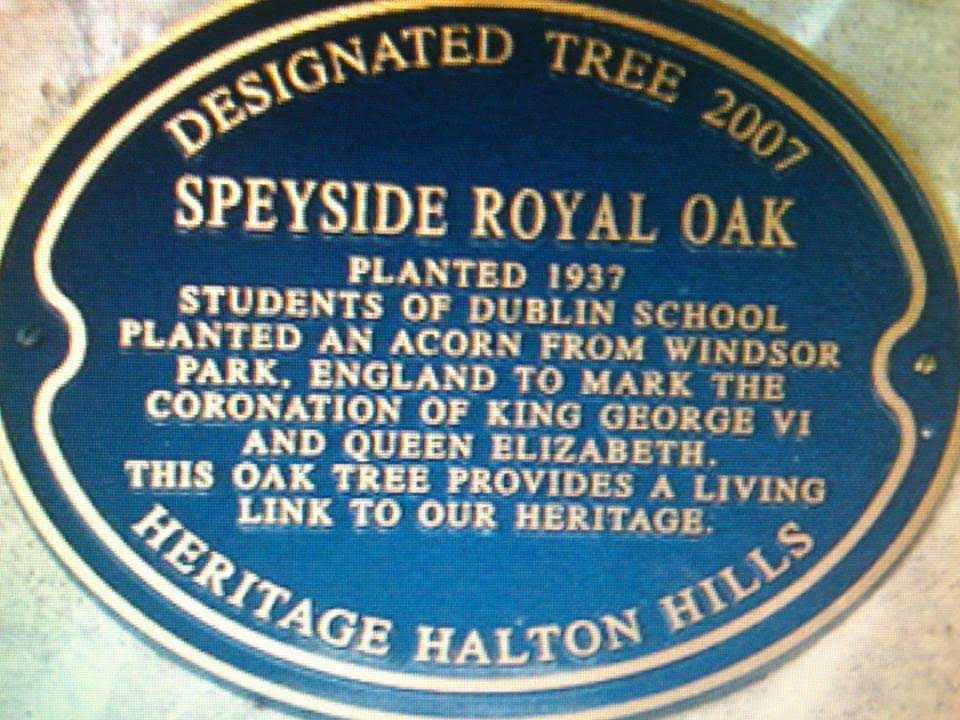 DESIGNATED TREE 2007
SPEYSIDE ROYAL OAK
PLANTED 1937
STUDENTS OF DUBLIN SCHOOL
PLANTED AN ACORN FROM WINDSOR
PARK, ENGLAND TO MARK THE
CORONATION OF KING GEORGE VI
AND QUEEN ELIZABETH.
THIS OAK TREE PROVIDES A LIVING
LINK TO OUR HERITAGE.
HERITAGE HALTON HILLS